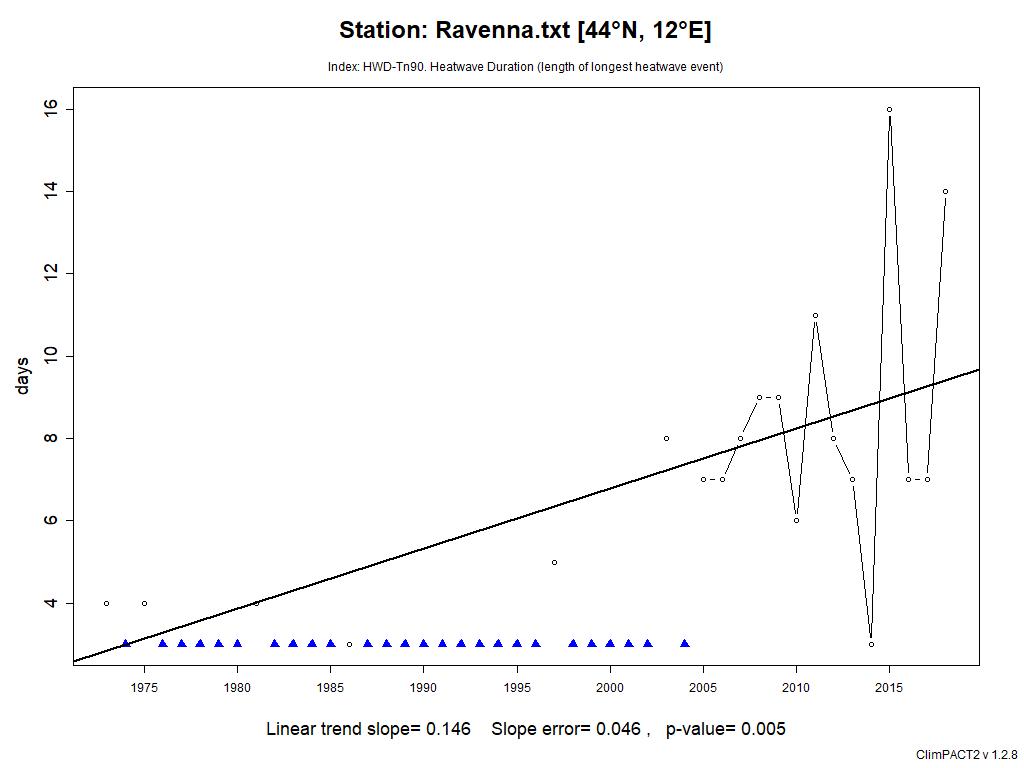 Station: Ravenna.txt [44°N, 12°E]
Index: HWD-Tn90. Heatwave Duration (length of longest heatwave event)
days
16
14
12
10
8
6
4
1975 1980 1985 1990 1995 2000 2005 2010 2015
Linear trend slope= 0.146 Slope error= 0.046 , p-value= 0.005
ClimPACT2 v 1.2.8